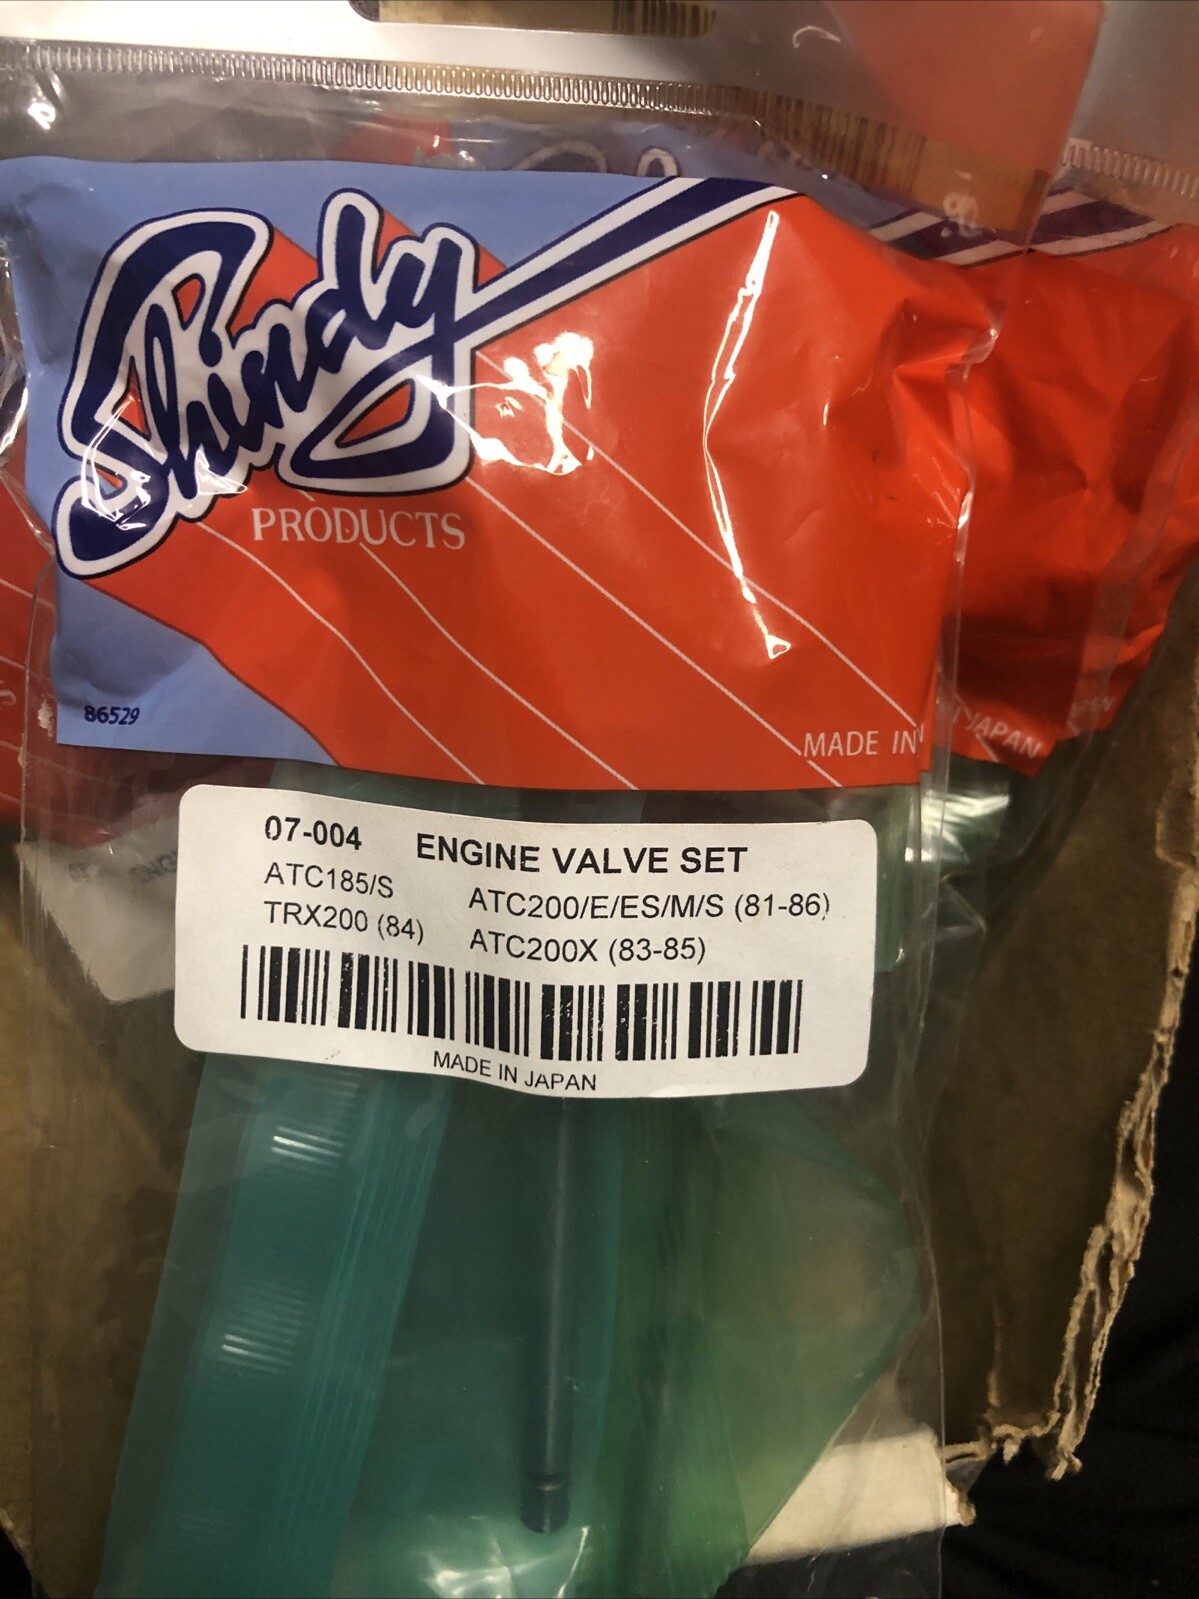 Shindy
PRODUCTS
86529
MADE IN
JAPAN
07-004 ENGINE VALVE SET
ATC185/S ATC200/E/ES/M/S (81-86)
TRX200 (84) ATC200X (83-85)
MADE IN JAPAN